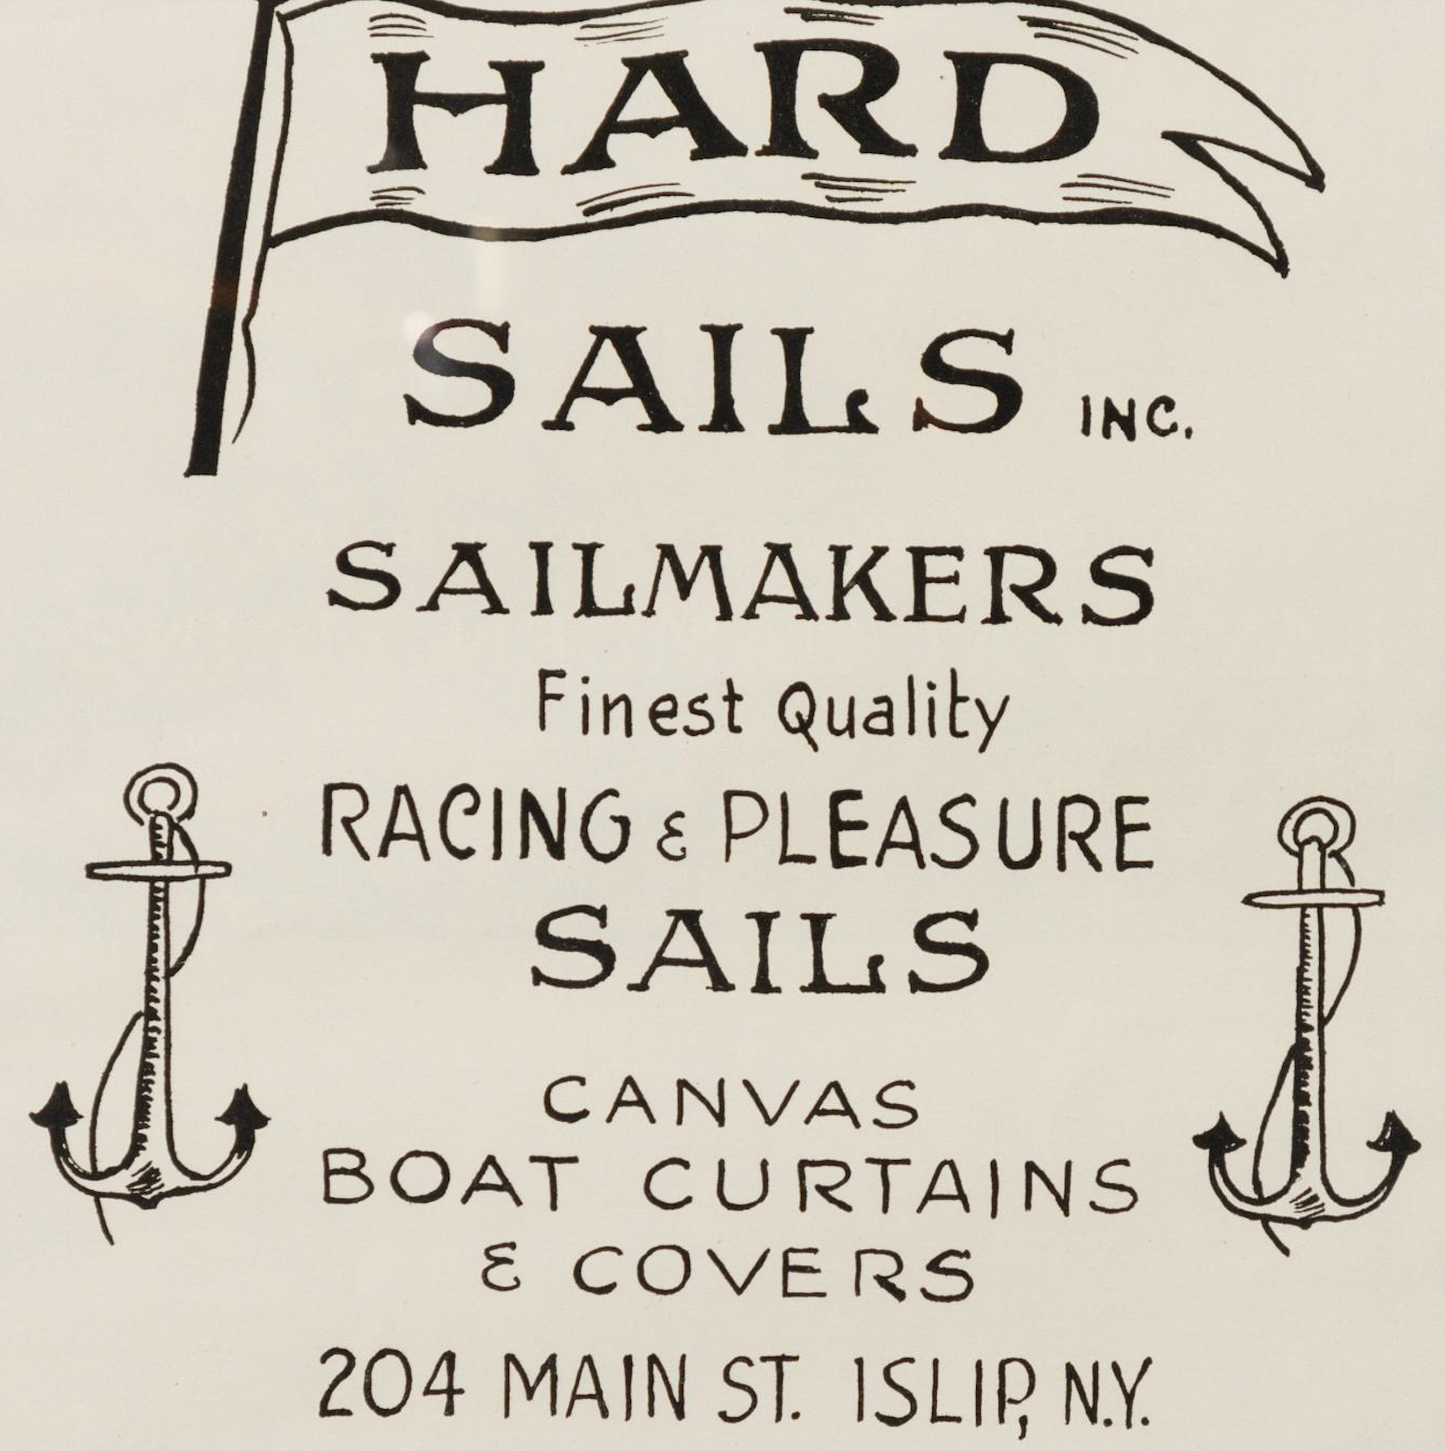 HARD
SAILS INC.
SAILMAKERS
Finest Quality
RACING & PLEASURE
SAILS
CANVAS
BOAT CURTAINS
& COVERS
204 MAIN ST. ISLIP, N.Y.